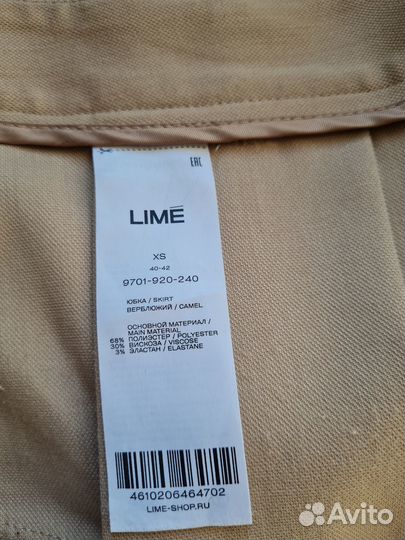 EAC
LIMÉ
XS
40-42
9701-920-240
ЮБКА / SKIRT
ВЕРБЛЮЖИЙ / CAMEL
ОСНОВНОЙ МАТЕРИАЛ /
MAIN MATERIAL
68% ПОЛИЭСТЕР / POLYESTER
30% ВИСКОЗА / VISCOSE
3% ЭЛАСТАН / ELASTANE
4610206464702
LIME-SHOP.RU
Avito